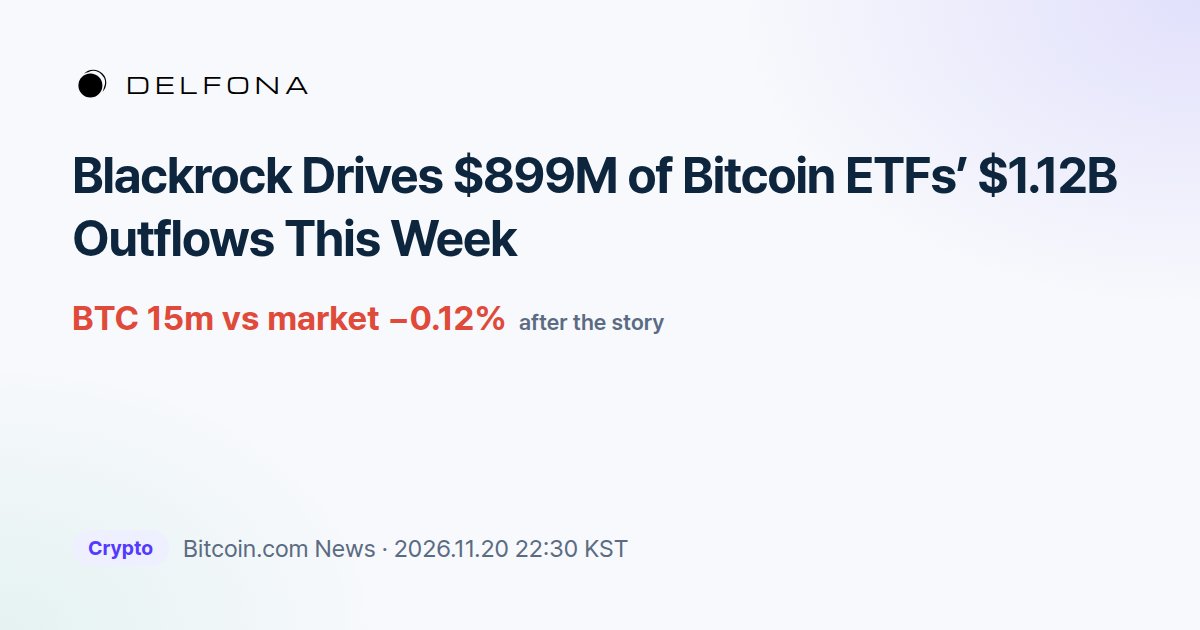 DELFONA
Blackrock Drives $899M of Bitcoin ETFs’ $1.12B
Outflows This Week
BTC 15m vs market −0.12% after the story
Crypto Bitcoin.com News · 2026.11.20 22:30 KST